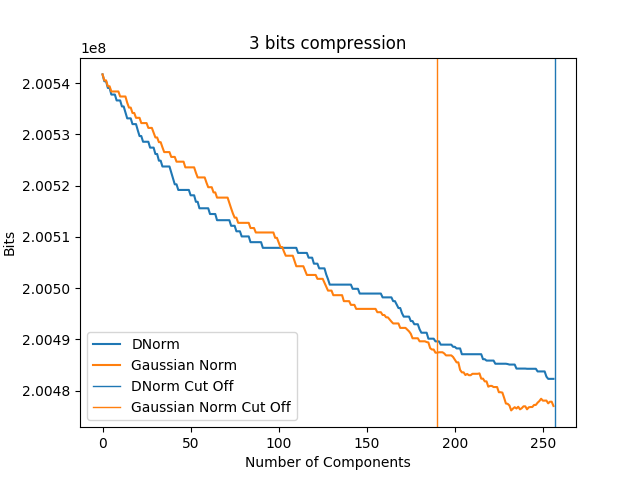 3 bits compression
1e8
2.0054
2.0053
2.0052
2.0051
2.0050
2.0049
2.0048
Bits
DNorm
Gaussian Norm
DNorm Cut Off
Gaussian Norm Cut Off
0 50 100 150 200 250
Number of Components